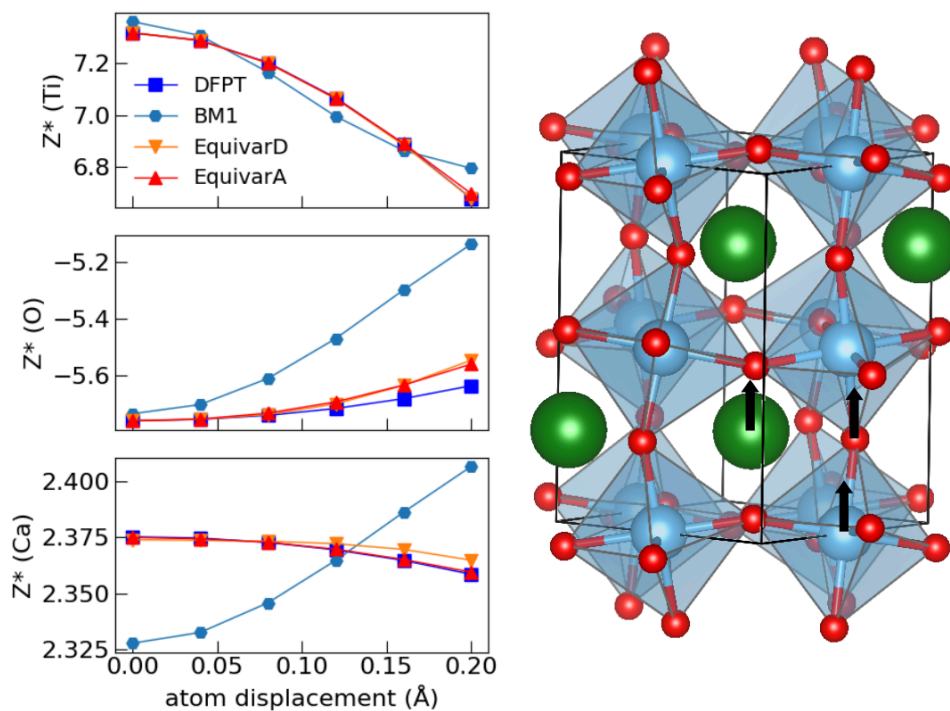 Z* (Ti)
7.2
7.0
6.8
DFPT
BM1
EquivarD
EquivarA
Z* (O)
−5.2
−5.4
−5.6
Z* (Ca)
2.400
2.375
2.350
2.325
0.00 0.05 0.10 0.15 0.20
atom displacement (Å)